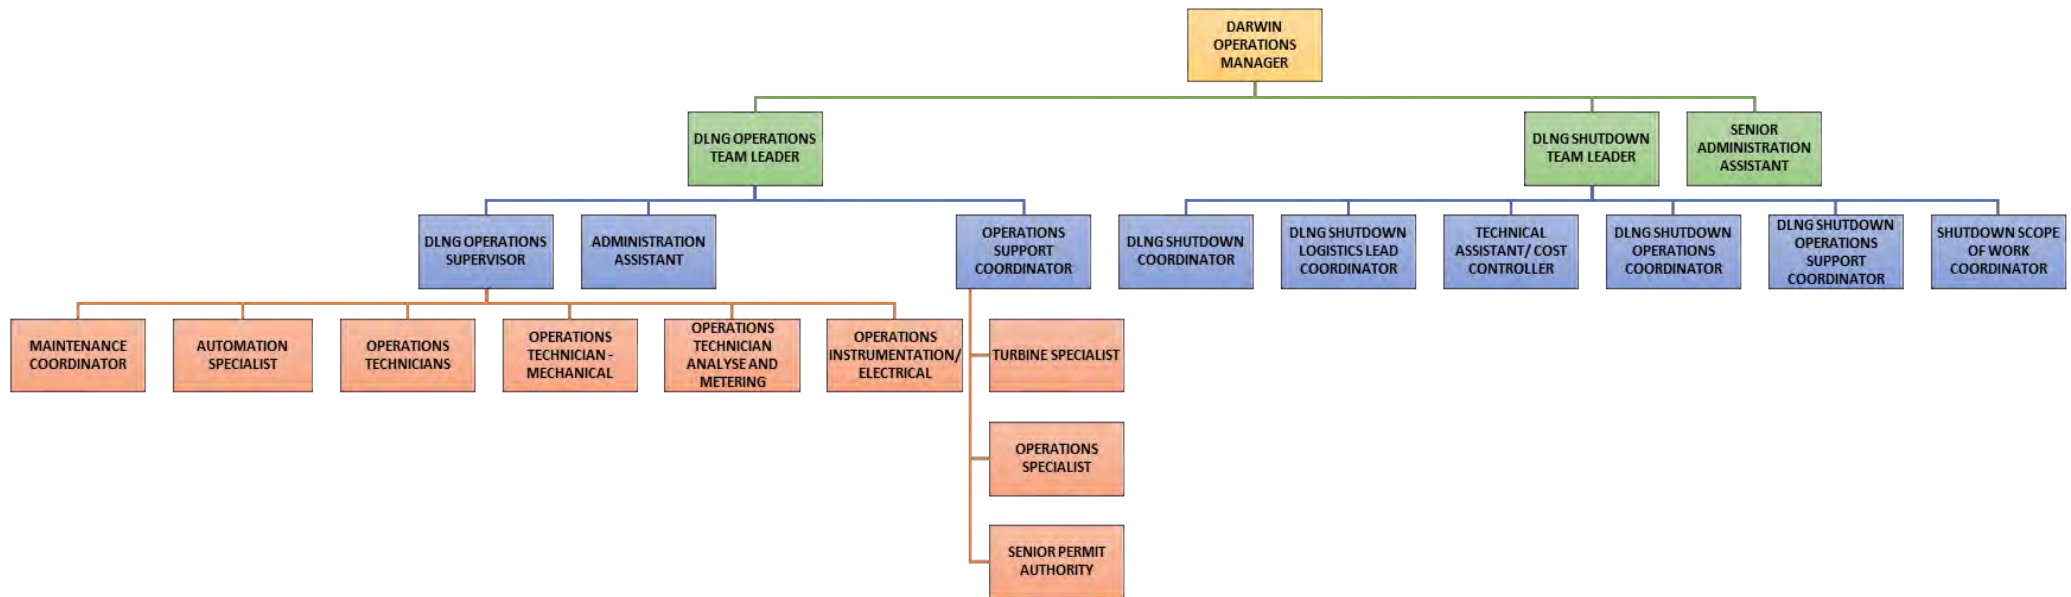 DARWIN
OPERATIONS
MANAGER
DLNG OPERATIONS
TEAM LEADER
DLNG SHUTDOWN
TEAM LEADER
SENIOR
ADMINISTRATION
ASSISTANT
DLNG OPERATIONS
SUPERVISOR
ADMINISTRATION
ASSISTANT
OPERATIONS
SUPPORT
COORDINATOR
DLNG SHUTDOWN
COORDINATOR
DLNG SHUTDOWN
LOGISTICS LEAD
COORDINATOR
TECHNICAL
ASSISTANT/ COST
CONTROLLER
DLNG SHUTDOWN
OPERATIONS
COORDINATOR
DLNG SHUTDOWN
OPERATIONS
SUPPORT
COORDINATOR
SHUTDOWN SCOPE
OF WORK
COORDINATOR
MAINTENANCE
COORDINATOR
AUTOMATION
SPECIALIST
OPERATIONS
TECHNICIANS
OPERATIONS
TECHNICIAN -
MECHANICAL
OPERATIONS
TECHNICIAN
ANALYSE AND
METERING
OPERATIONS
INSTRUMENTATION/
ELECTRICAL
TURBINE SPECIALIST
OPERATIONS
SPECIALIST
SENIOR PERMIT
AUTHORITY